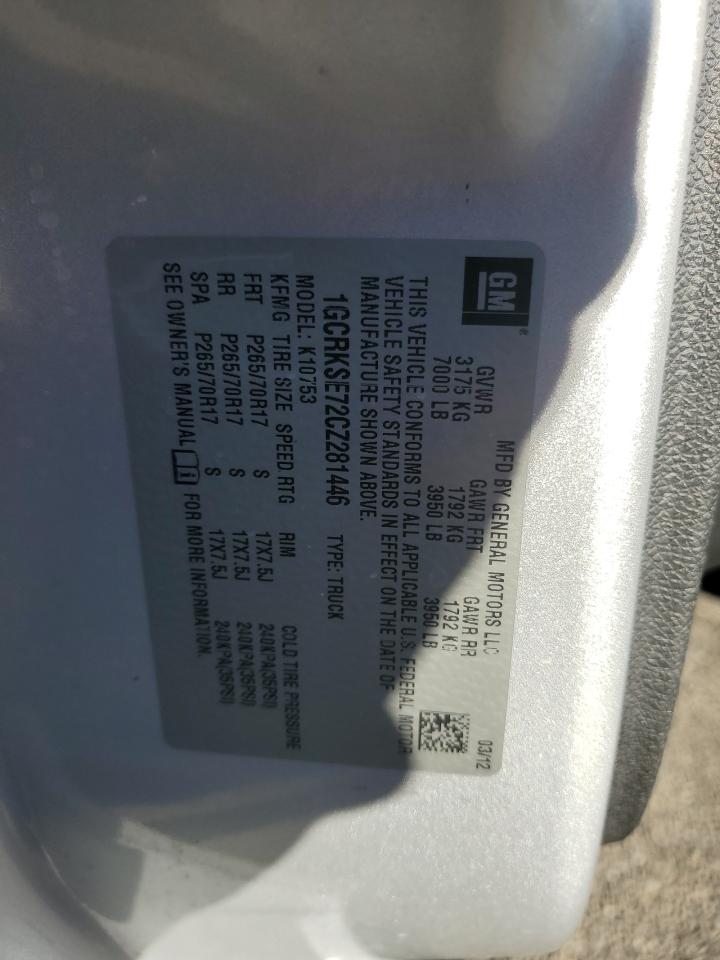 GM®
MFD BY GENERAL MOTORS LLC 03/12
GVWR GAWR FRT GAWR RR
3175 KG 1792 KG 1792 KG
7000 LB 3950 LB 3950 LB
THIS VEHICLE CONFORMS TO ALL APPLICABLE U.S. FEDERAL MOTOR
VEHICLE SAFETY STANDARDS IN EFFECT ON THE DATE OF
MANUFACTURE SHOWN ABOVE.
1GCRKSE72CZ281446 TYPE: TRUCK
MODEL: K10753
KFMG TIRE SIZE SPEED RTG RIM COLD TIRE PRESSURE
FRT P265/70R17 S 17X7.5J 240KPA(35PSI)
RR P265/70R17 S 17X7.5J 240KPA(35PSI)
SPA P265/70R17 S 17X7.5J 240KPA(35PSI)
SEE OWNER'S MANUAL FOR MORE INFORMATION.